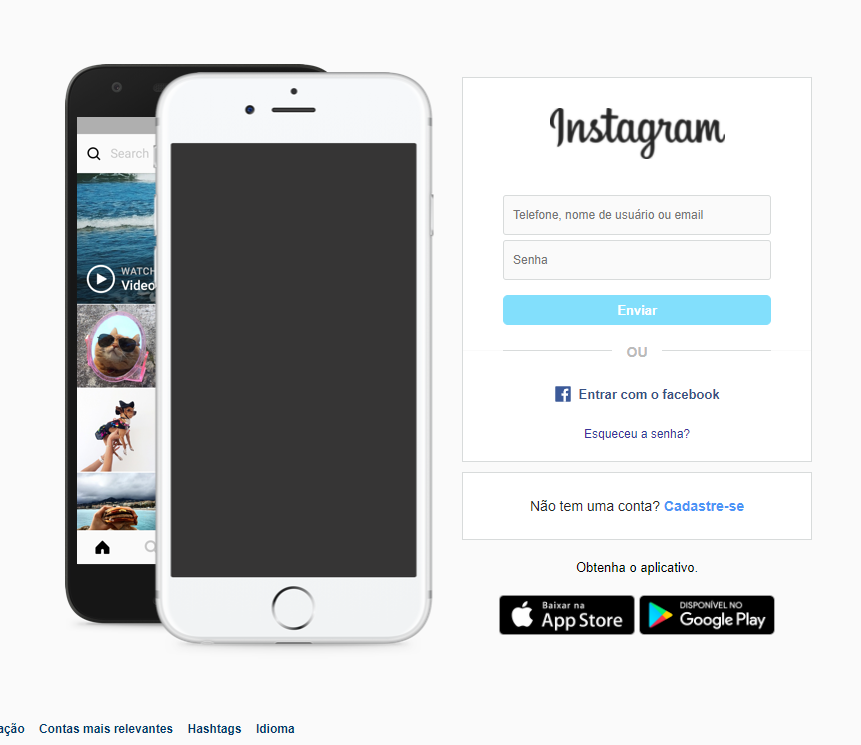 Search
WATCH
Video
Instagram
Telefone, nome de usuário ou email
Senha
Enviar
OU
Entrar com o facebook
Esqueceu a senha?
Não tem uma conta? Cadastre-se
Obtenha o aplicativo.
Baixar na
App Store
DISPONÍVEL NO
Google Play
ação Contas mais relevantes Hashtags Idioma